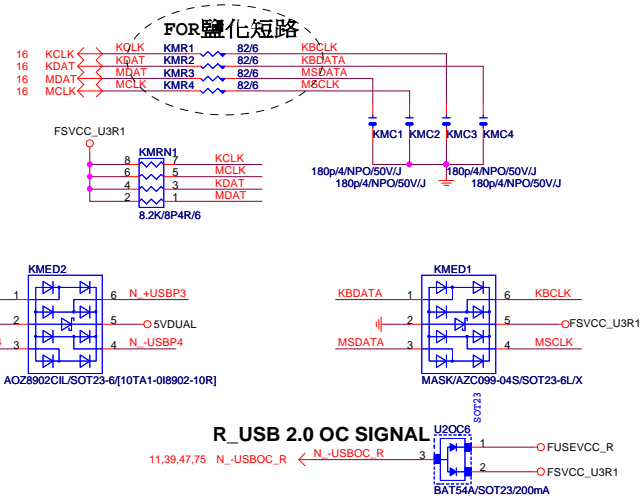 FOR鹽化短路
16 KCLK KCLK KMR1 82/6 KBCLK
16 KDAT KDAT KMR2 82/6 KBDATA
16 MDAT MDAT KMR3 82/6 MSDATA
16 MCLK MCLK KMR4 82/6 MSCLK
KMC1 KMC2 KMC3 KMC4
180p/4/NPO/50V/J 180p/4/NPO/50V/J
180p/4/NPO/50V/J 180p/4/NPO/50V/J
FSVCC_U3R1
KMRN1
8 7 KCLK
6 5 MCLK
4 3 KDAT
2 1 MDAT
8.2K/8P4R/6
KMED2
1 6 N_+USBP3
2 5 5VDUAL
3 4 N_-USBP4
AOZ8902CIL/SOT23-6/[10TA1-0I8902-10R]
KMED1
KBDATA 1 6 KBCLK
2 5 FSVCC_U3R1
MSDATA 3 4 MSCLK
MASK/AZC099-04S/SOT23-6L/X
SOT23
R_USB 2.0 OC SIGNAL
U2OC6
11,39,47,75 N_-USBOC_R N_-USBOC_R 3
1 FUSEVCC_R
2 FSVCC_U3R1
BAT54A/SOT23/200mA